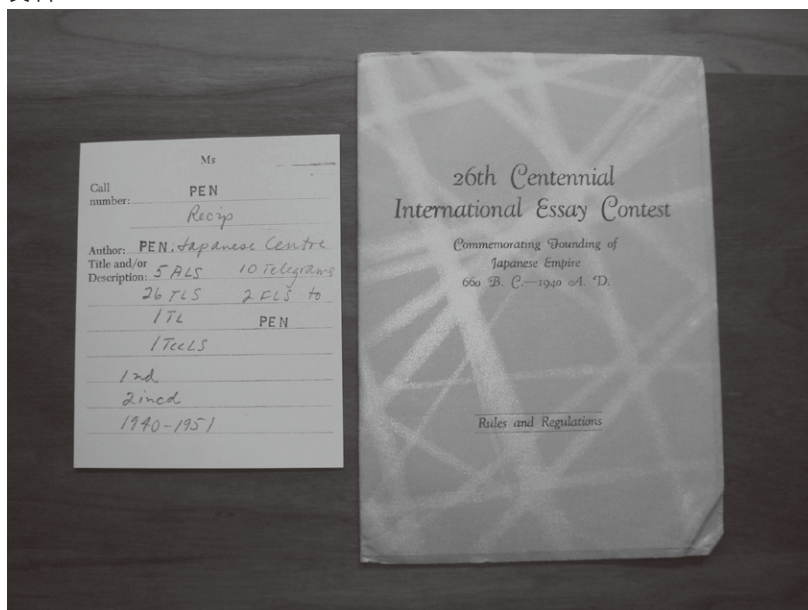 Ms
Call
number: PEN
Recip
Author: PEN. Japanese Centre
Title and/or
Description: 5 ALS 10 Telegrams
26 TLS 2 FLS to
1 TL PEN
1 TccLS
1 nd
2 incd
1940-1951
26th Centennial
International Essay Contest
Commemorating Founding of
Japanese Empire
660 B. C.—1940 A. D.
Rules and Regulations